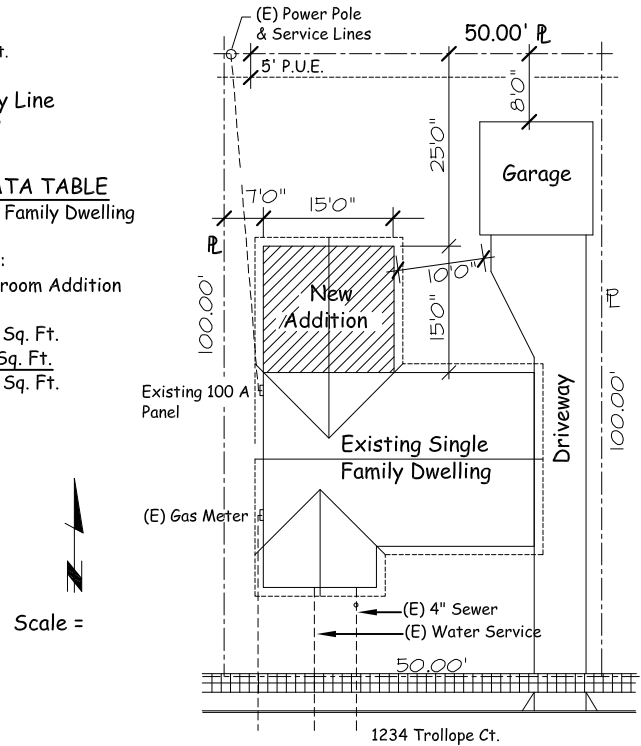 (E) Power Pole
& Service Lines
50.00' PL
5' P.U.E.
t.
y Line
8'0"
25'0"
Garage
ATA TABLE
Family Dwelling
7'0"
15'0"
PL
:
room Addition
10'0"
100.00'
New
Addition
15'0"
PL
Sq. Ft.
Sq. Ft.
Sq. Ft.
Existing 100 A
Panel
Driveway
100.00'
Existing Single
Family Dwelling
(E) Gas Meter
N
Scale =
(E) 4" Sewer
(E) Water Service
50.00'
1234 Trollope Ct.